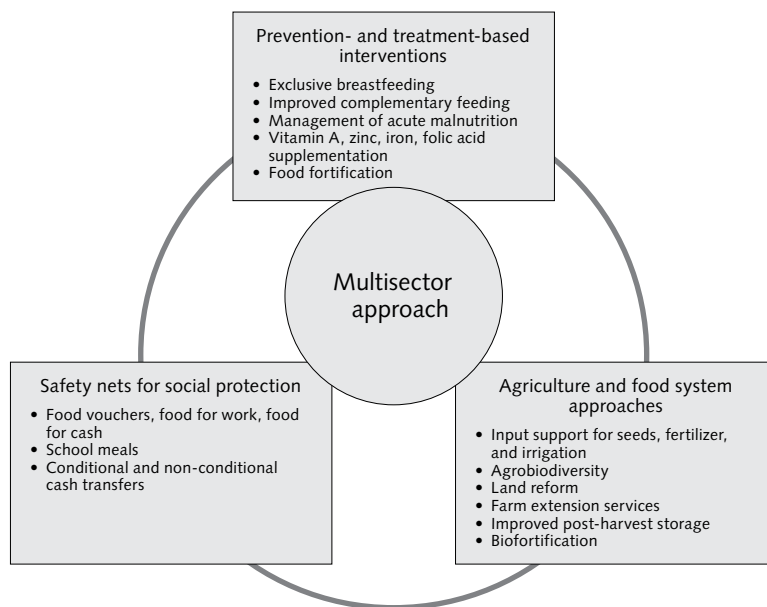 Prevention- and treatment-based
interventions
• Exclusive breastfeeding
• Improved complementary feeding
• Management of acute malnutrition
• Vitamin A, zinc, iron, folic acid
supplementation
• Food fortification
Multisector
approach
Safety nets for social protection
• Food vouchers, food for work, food
for cash
• School meals
• Conditional and non-conditional
cash transfers
Agriculture and food system
approaches
• Input support for seeds, fertilizer,
and irrigation
• Agrobiodiversity
• Land reform
• Farm extension services
• Improved post-harvest storage
• Biofortification